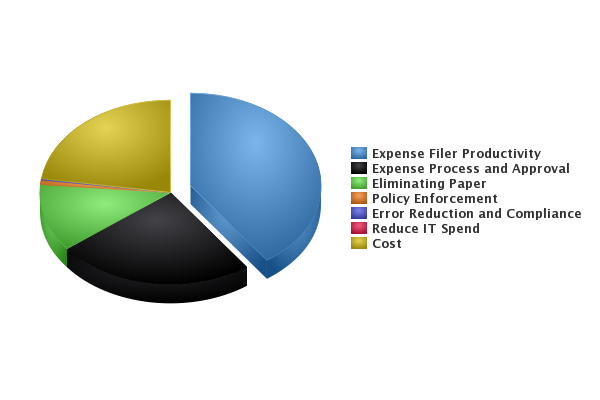 Expense Filer Productivity
Expense Process and Approval
Eliminating Paper
Policy Enforcement
Error Reduction and Compliance
Reduce IT Spend
Cost